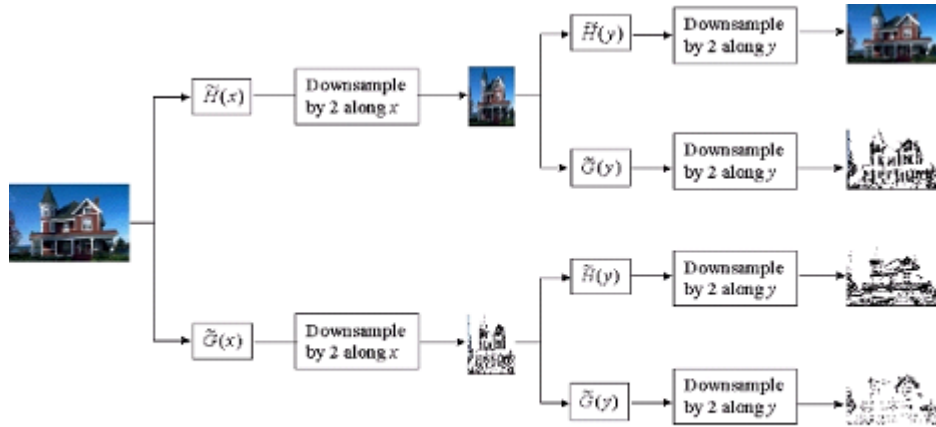 H̃(y)
Downsample
by 2 along y
H̃(x)
Downsample
by 2 along x
G̃(y)
Downsample
by 2 along y
H̃(y)
Downsample
by 2 along y
G̃(x)
Downsample
by 2 along x
G̃(y)
Downsample
by 2 along y